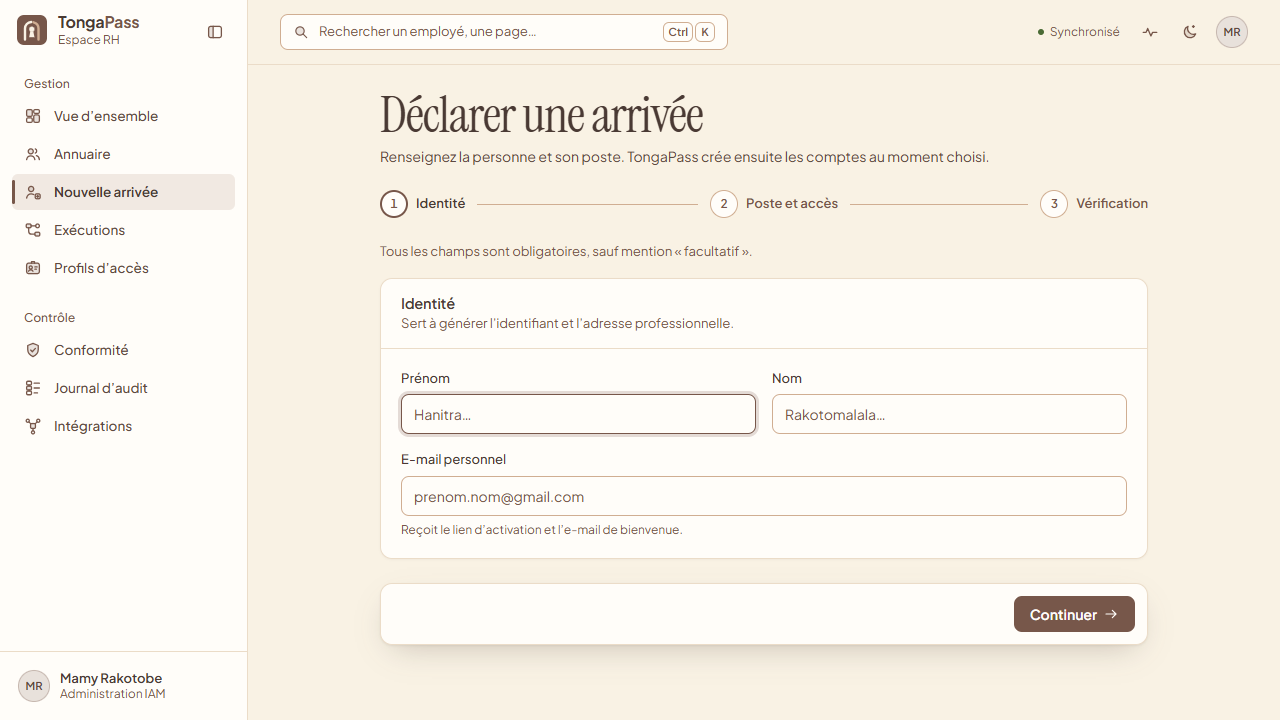 TongaPass
Espace RH
Rechercher un employé, une page…
Ctrl K
Synchronisé
MR
Gestion
Vue d’ensemble
Annuaire
Nouvelle arrivée
Exécutions
Profils d’accès
Contrôle
Conformité
Journal d’audit
Intégrations
MR
Mamy Rakotobe
Administration IAM
Déclarer une arrivée
Renseignez la personne et son poste. TongaPass crée ensuite les comptes au moment choisi.
1 Identité
2 Poste et accès
3 Vérification
Tous les champs sont obligatoires, sauf mention « facultatif ».
Identité
Sert à générer l’identifiant et l’adresse professionnelle.
Prénom
Hanitra…
Nom
Rakotomalala…
E-mail personnel
prenom.nom@gmail.com
Reçoit le lien d’activation et l’e-mail de bienvenue.
Continuer →